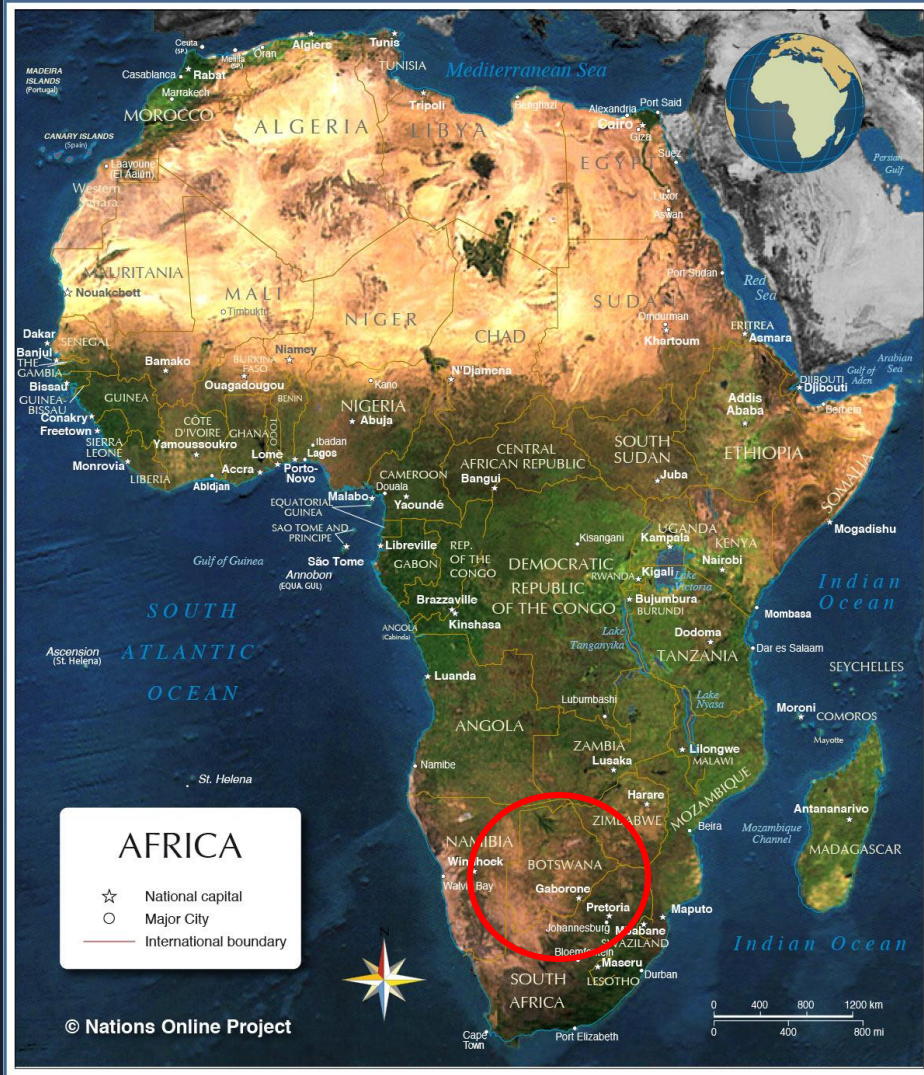 Ceuta
(SP.)
Melilla
(SP.)
Oran
Algiers
Tunis
TUNISIA
Mediterranean Sea
MADEIRA
ISLANDS
(Portugal)
Casablanca
Rabat
Marrakech
MOROCCO
Tripoli
Benghazi
Alexandria
Port Said
Cairo
Giza
Suez
Persian
Gulf
CANARY ISLANDS
(Spain)
ALGERIA
LIBYA
EGYPT
Laayoune
(El Aaiún)
Western
Sahara
Luxor
Aswan
MAURITANIA
Nouakchott
MALI
Timbuktu
NIGER
CHAD
SUDAN
Port Sudan
Red
Sea
Omdurman
Khartoum
ERITREA
Asmara
Dakar
SENEGAL
Banjul
THE
GAMBIA
Bissau
GUINEA-
BISSAU
Bamako
BURKINA
FASO
Ouagadougou
Niamey
Kano
N'Djamena
Arabian
Sea
Gulf of
Aden
DJIBOUTI
Djibouti
Berbera
GUINEA
Conakry
Freetown
SIERRA
LEONE
Monrovia
LIBERIA
CÔTE
D'IVOIRE
Yamoussoukro
Abidjan
GHANA
Accra
TOGO
Lomé
BENIN
Porto-
Novo
NIGERIA
Abuja
Ibadan
Lagos
CENTRAL
AFRICAN REPUBLIC
Bangui
SOUTH
SUDAN
Juba
Addis
Ababa
ETHIOPIA
SOMALIA
Mogadishu
CAMEROON
Douala
Yaoundé
Malabo
EQUATORIAL
GUINEA
SAO TOME AND
PRINCIPE
São Tome
Gulf of Guinea
Annobon
(EQUA. GUI.)
Libreville
GABON
REP.
OF THE
CONGO
Kisangani
DEMOCRATIC
REPUBLIC
OF THE CONGO
UGANDA
Kampala
KENYA
Nairobi
RWANDA
Kigali
Lake
Victoria
Bujumbura
BURUNDI
Indian
Ocean
Mombasa
Brazzaville
Kinshasa
ANGOLA
(Cabinda)
Lake
Tanganyika
Dodoma
TANZANIA
Dar es Salaam
SEYCHELLES
SOUTH
ATLANTIC
OCEAN
Ascension
(St. Helena)
Luanda
Lubumbashi
Lake
Nyasa
Moroni
COMOROS
Mayotte
ANGOLA
ZAMBIA
Lusaka
Lilongwe
MALAWI
Namibe
St. Helena
Harare
ZIMBABWE
MOZAMBIQUE
Beira
Mozambique
Channel
Antananarivo
MADAGASCAR
NAMIBIA
Windhoek
Walvis Bay
BOTSWANA
Gaborone
Pretoria
Johannesburg
Maputo
Mbabane
SWAZILAND
Bloemfontein
Maseru
LESOTHO
Durban
Indian Ocean
SOUTH
AFRICA
Cape
Town
Port Elizabeth
AFRICA
National capital
Major City
International boundary
N
0 400 800 1200 km
0 400 800 mi
© Nations Online Project